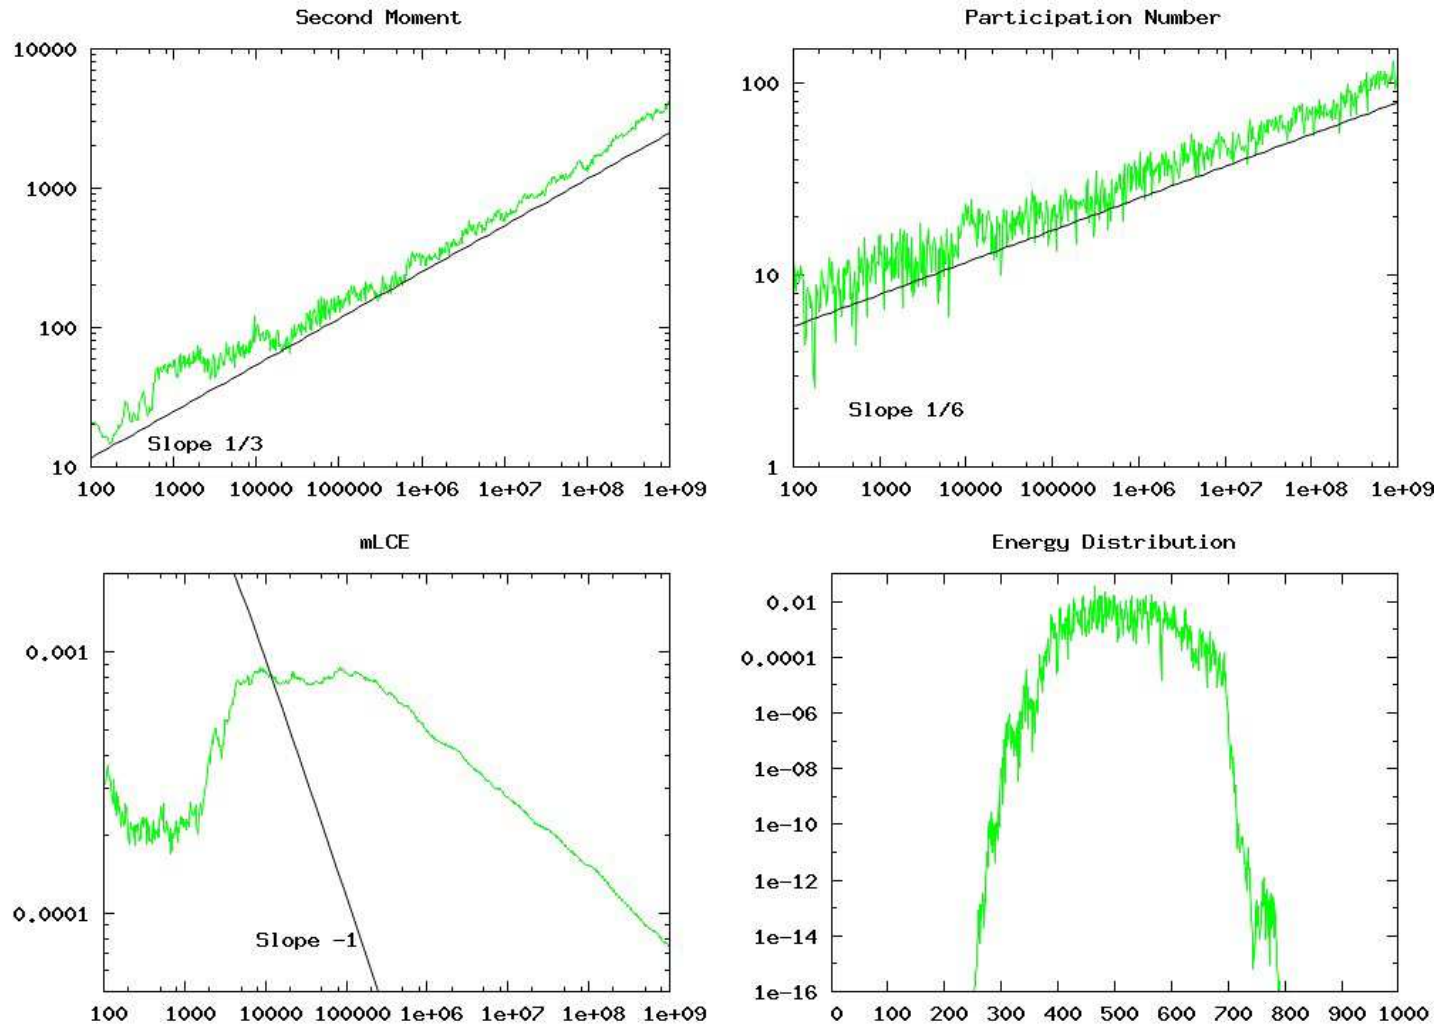 Second Moment
10000
1000
100
10
Slope 1/3
100 1000 10000 100000 1e+06 1e+07 1e+08 1e+09
Participation Number
100
10
1
Slope 1/6
100 1000 10000 100000 1e+06 1e+07 1e+08 1e+09
mLCE
0.001
0.0001
Slope -1
100 1000 10000 100000 1e+06 1e+07 1e+08 1e+09
Energy Distribution
0.01
0.0001
1e-06
1e-08
1e-10
1e-12
1e-14
1e-16
0 100 200 300 400 500 600 700 800 900 1000